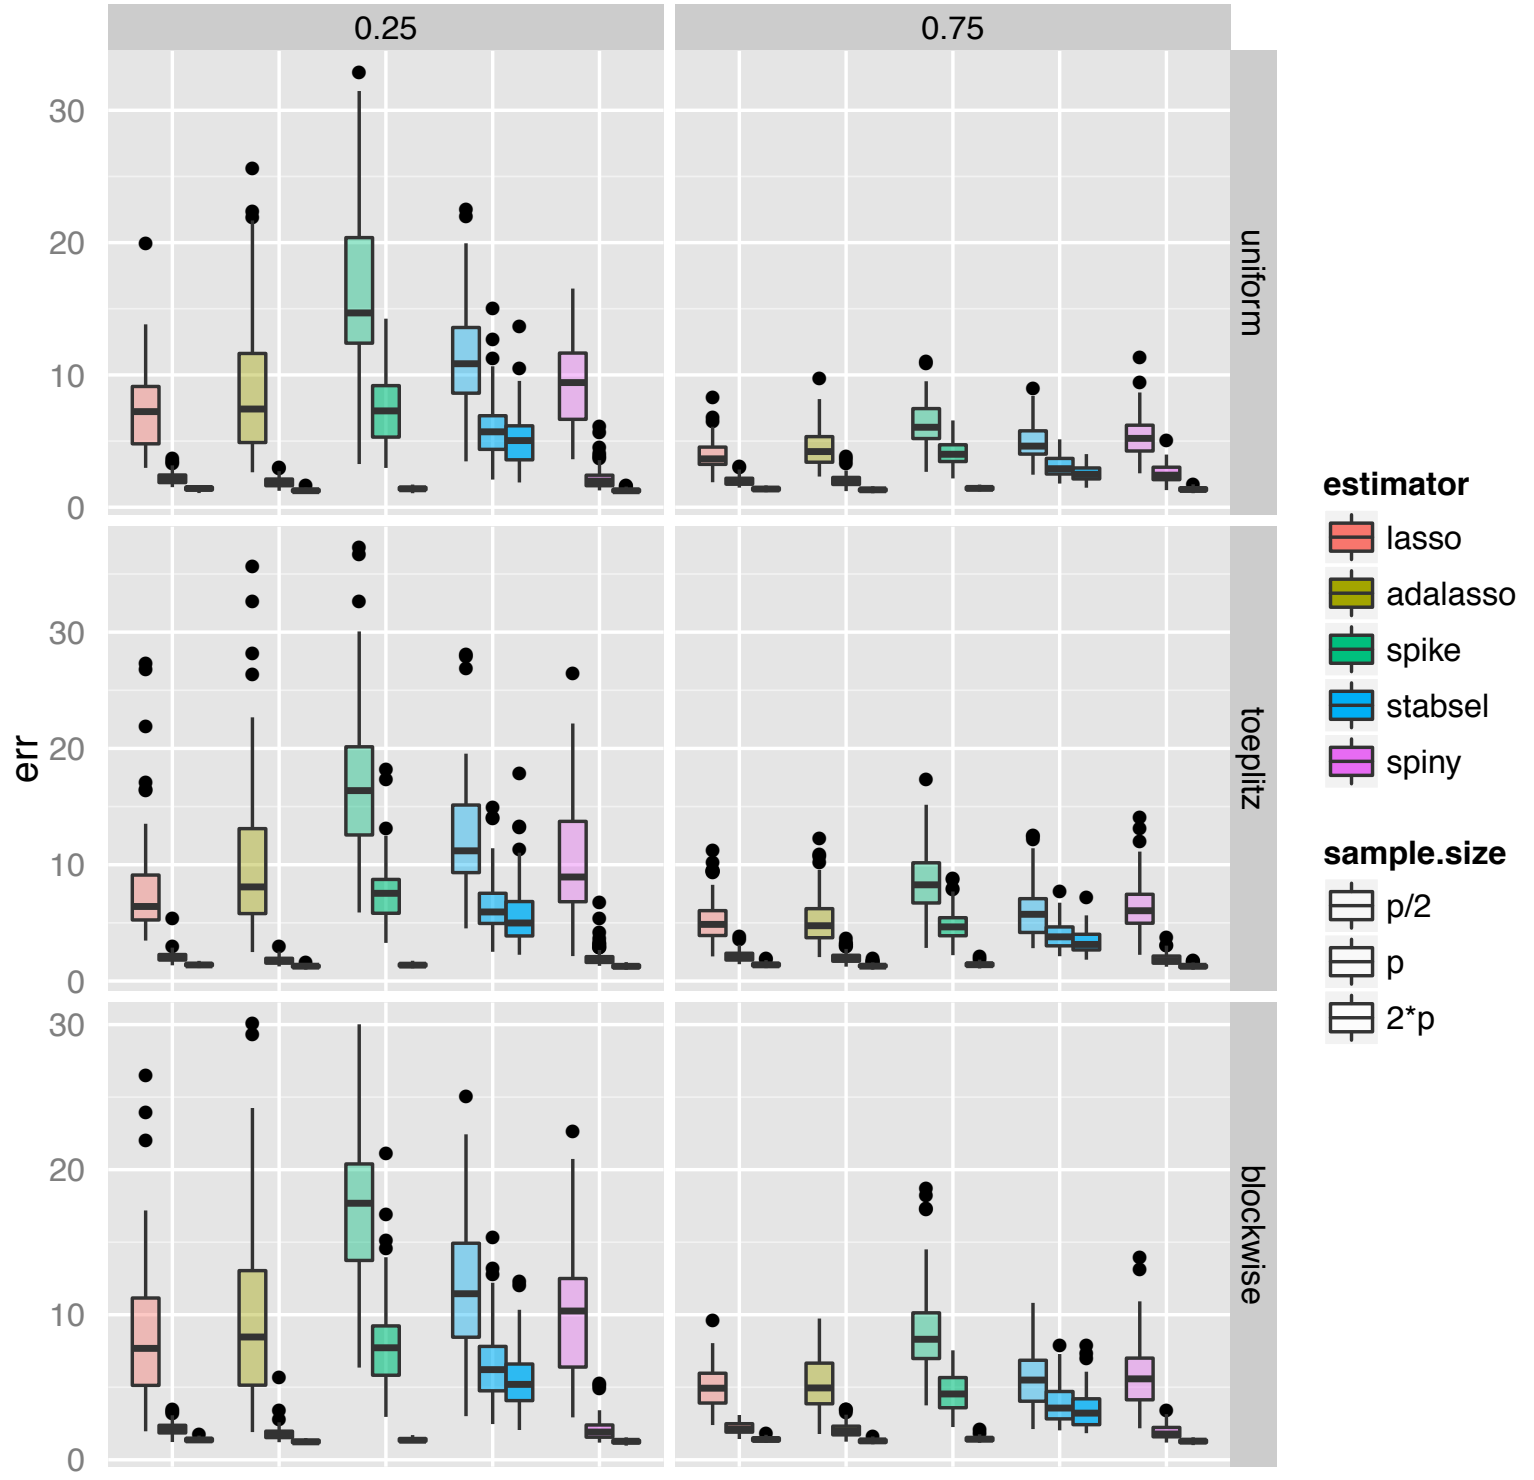 0.25
0.75
30
20
10
0
uniform
30
20
10
0
toeplitz
30
20
10
0
blockwise
err
estimator
lasso
adalasso
spike
stabsel
spiny
sample.size
p/2
p
2*p